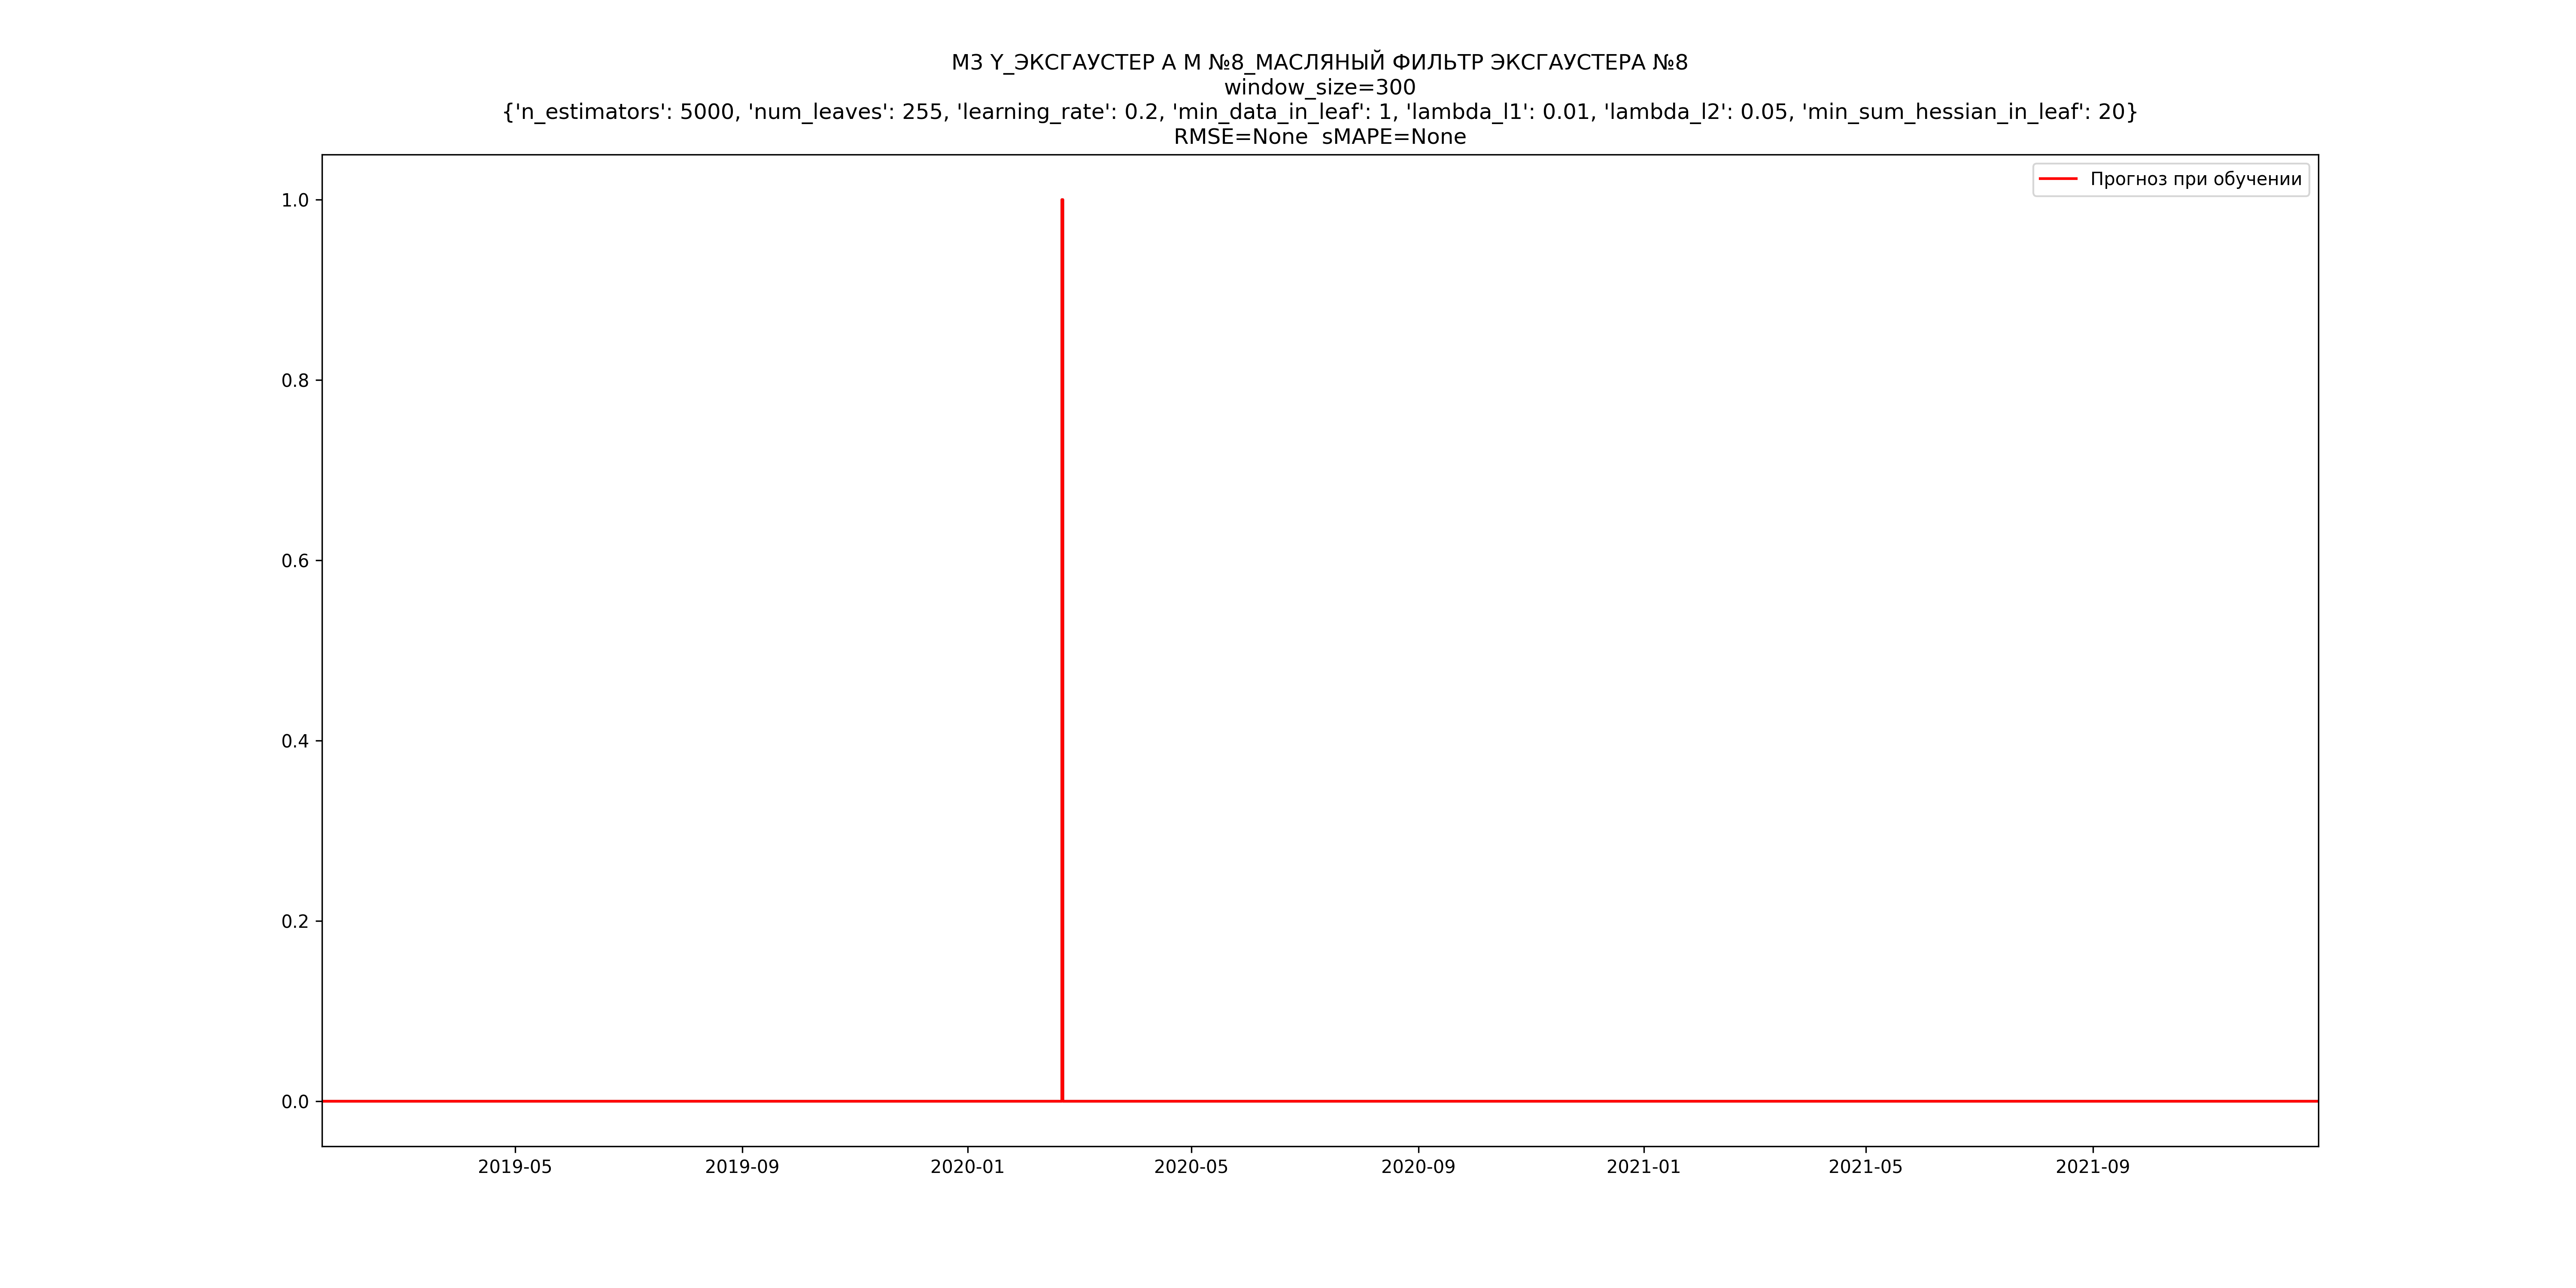 М3 Y_ЭКСГАУСТЕР А М №8_МАСЛЯНЫЙ ФИЛЬТР ЭКСГАУСТЕРА №8
window_size=300
{'n_estimators': 5000, 'num_leaves': 255, 'learning_rate': 0.2, 'min_data_in_leaf': 1, 'lambda_l1': 0.01, 'lambda_l2': 0.05, 'min_sum_hessian_in_leaf': 20}
RMSE=None  sMAPE=None
Прогноз при обучении
1.0
0.8
0.6
0.4
0.2
0.0
2019-05
2019-09
2020-01
2020-05
2020-09
2021-01
2021-05
2021-09